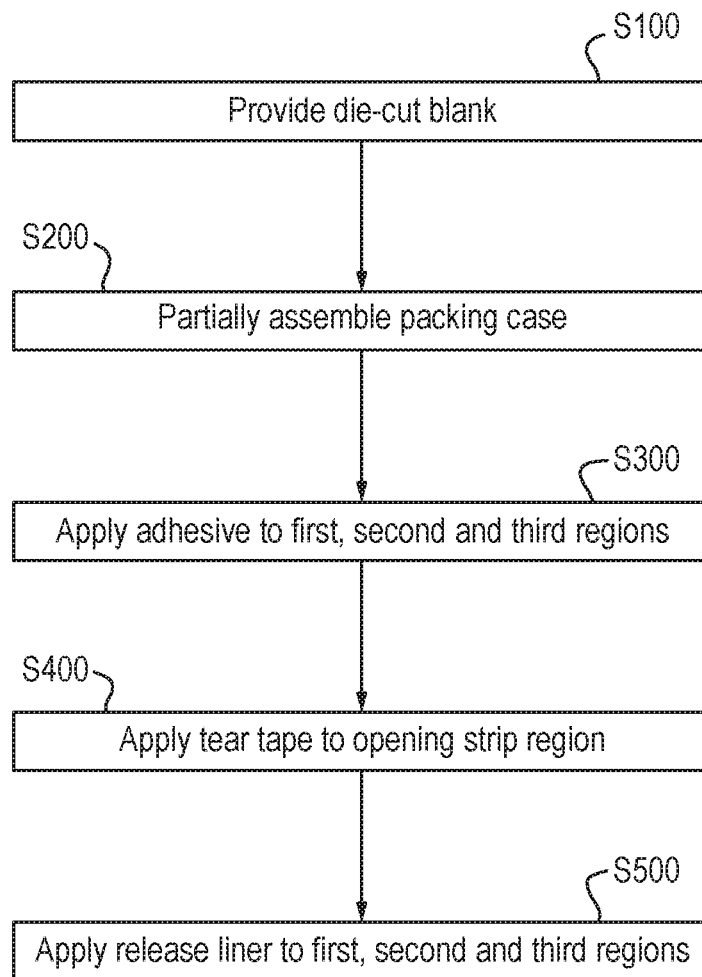 S100
Provide die-cut blank
S200
Partially assemble packing case
S300
Apply adhesive to first, second and third regions
S400
Apply tear tape to opening strip region
S500
Apply release liner to first, second and third regions